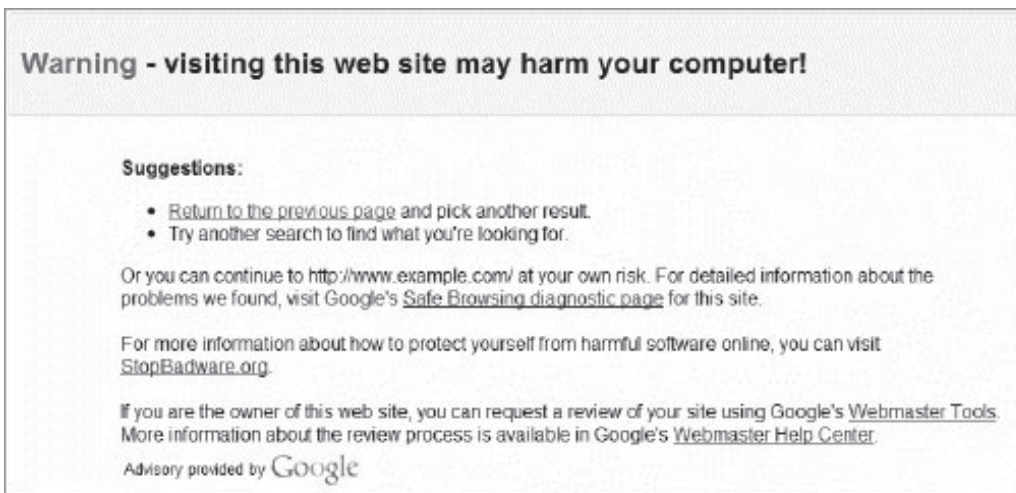 Warning - visiting this web site may harm your computer!
Suggestions:
• Return to the previous page and pick another result.
• Try another search to find what you're looking for.
Or you can continue to http://www.example.com/ at your own risk. For detailed information about the
problems we found, visit Google's Safe Browsing diagnostic page for this site.
For more information about how to protect yourself from harmful software online, you can visit
StopBadware.org.
If you are the owner of this web site, you can request a review of your site using Google's Webmaster Tools.
More information about the review process is available in Google's Webmaster Help Center.
Advisory provided by Google